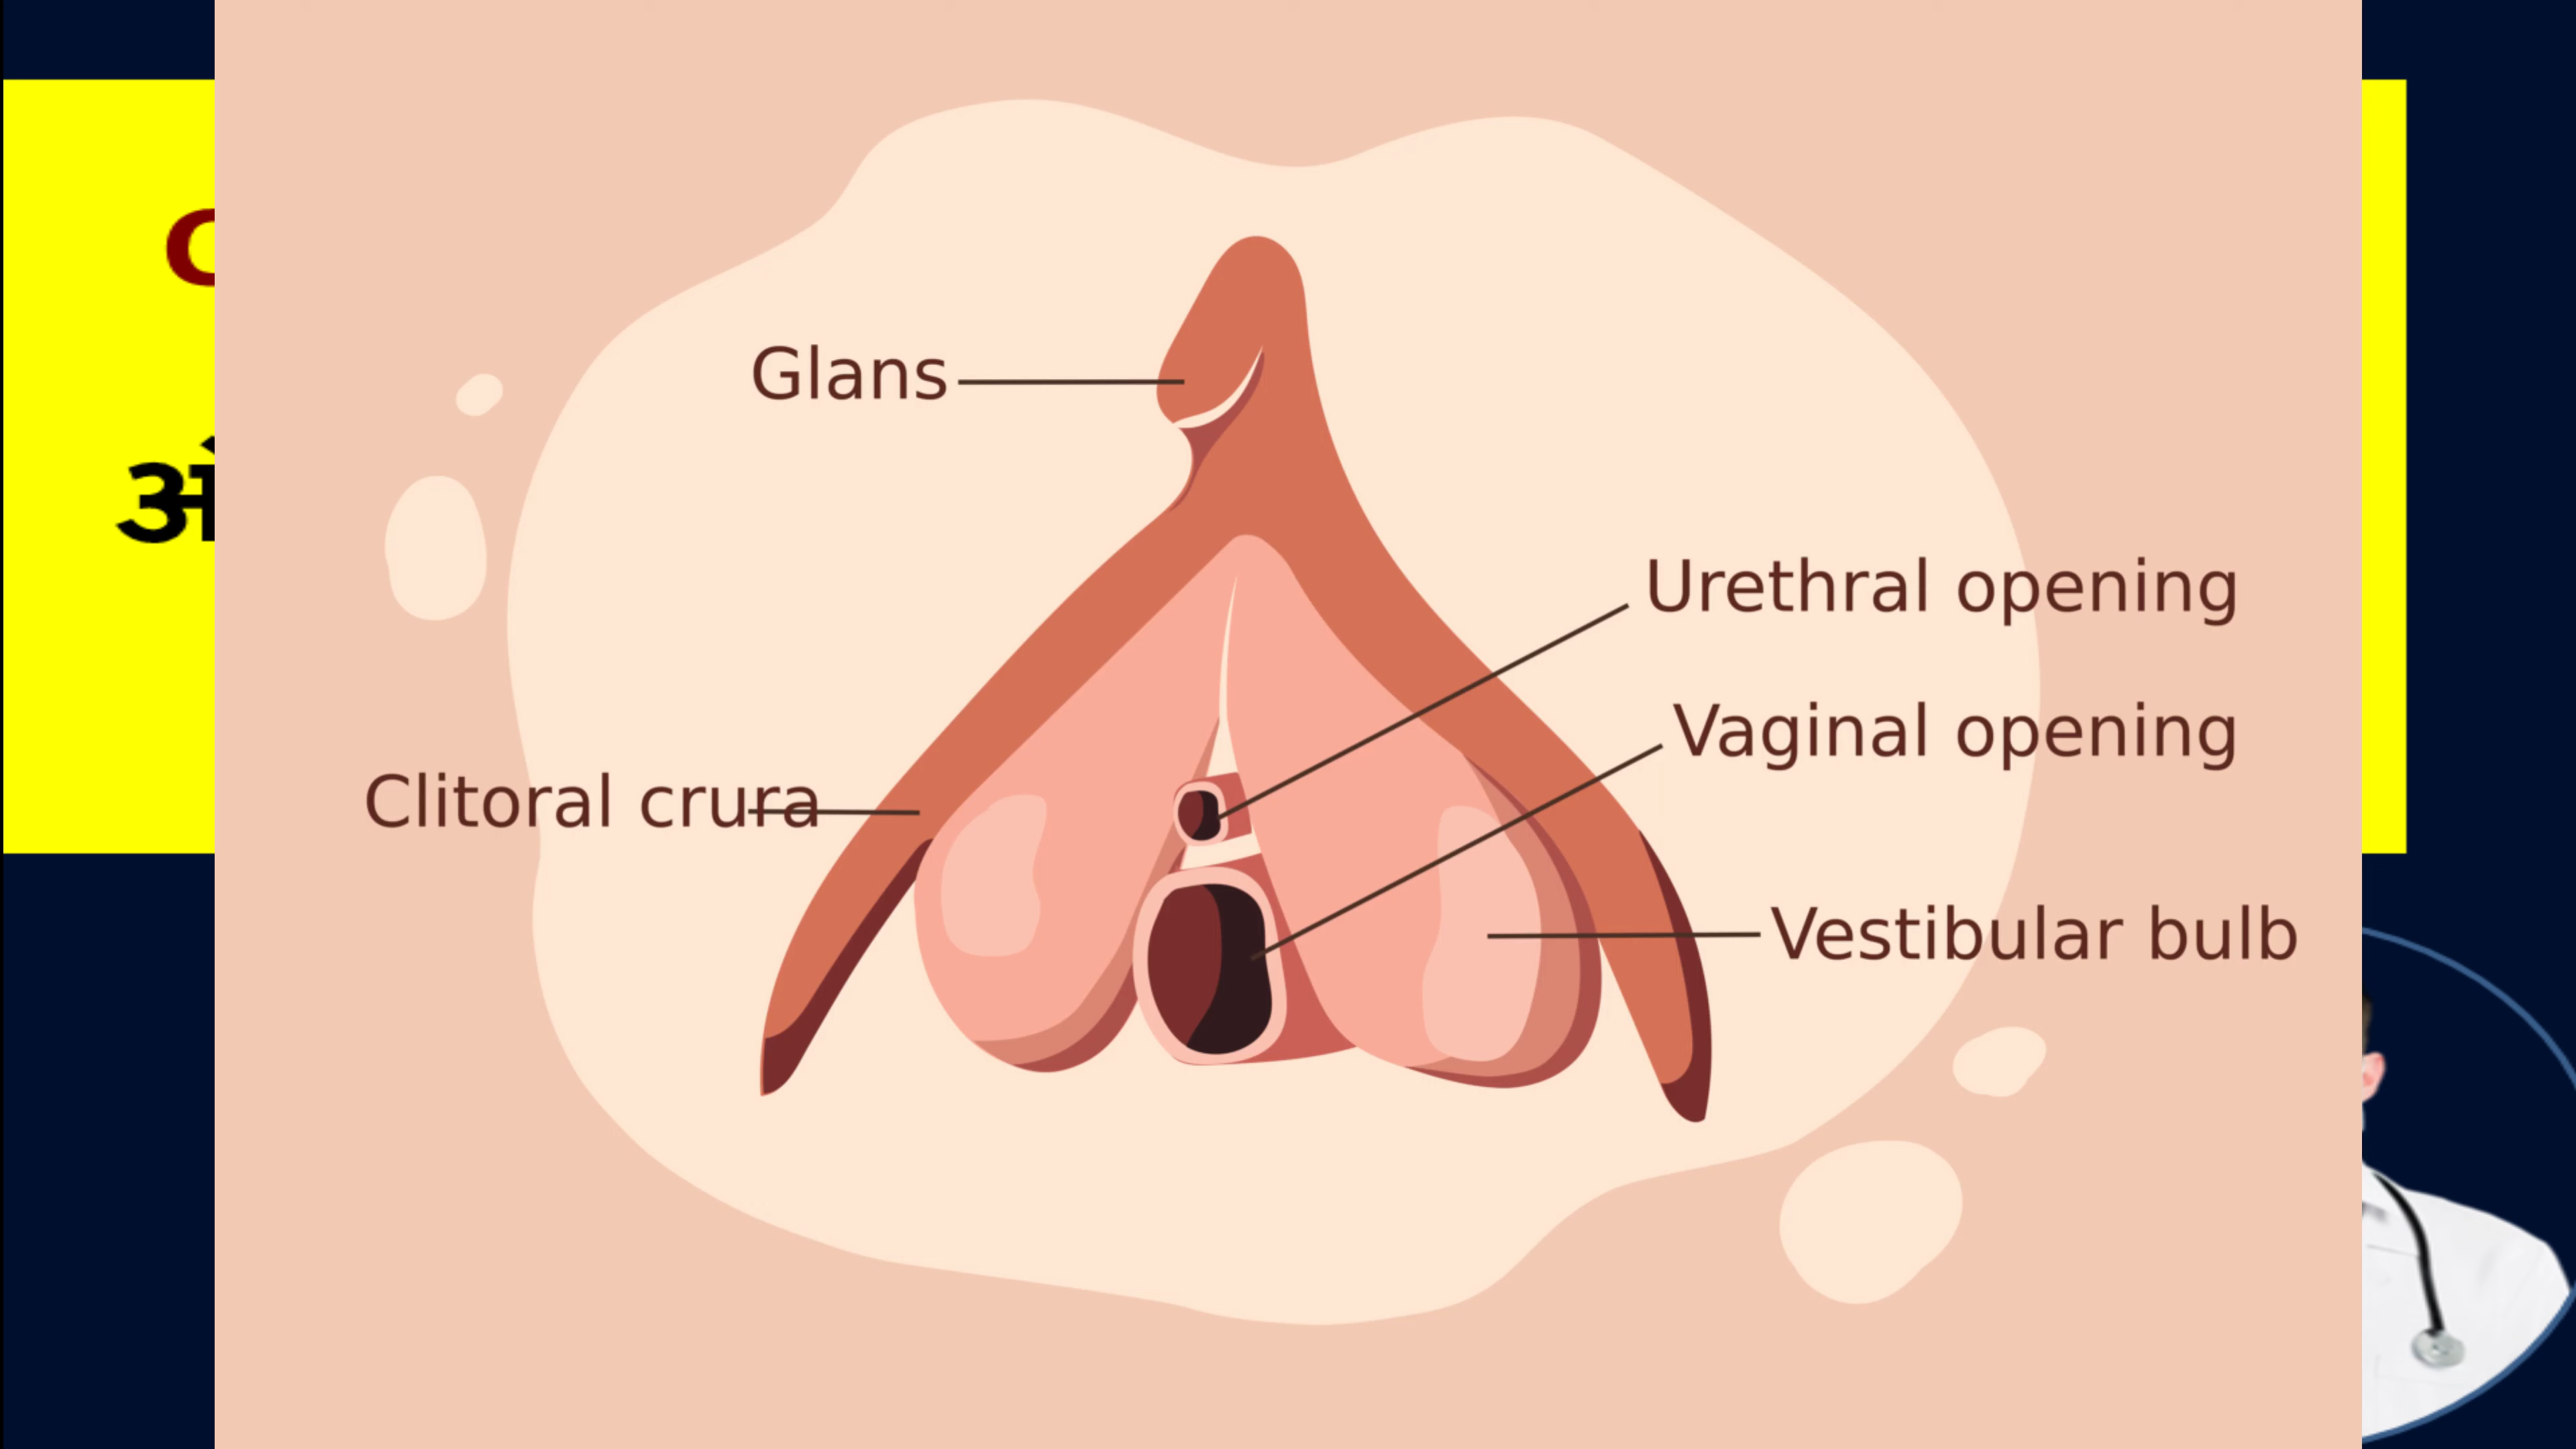 Glans
Urethral opening
Vaginal opening
Clitoral crura
Vestibular bulb